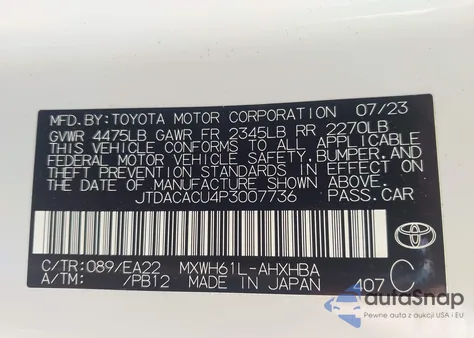 MFD.BY:TOYOTA MOTOR CORPORATION 07/23
GVWR 4475LB GAWR FR 2345LB RR 2270LB
THIS VEHICLE CONFORMS TO ALL APPLICABLE
FEDERAL MOTOR VEHICLE SAFETY,BUMPER,AND
THEFT PREVENTION STANDARDS IN EFFECT ON
THE DATE OF MANUFACTURE SHOWN ABOVE.
JTDACACU4P3007736 PASS.CAR
C/TR:089/EA22 MXWH61L-AHXHBA
A/TM: /PB12 MADE IN JAPAN 407 C
TOYOTA
autaSnap
Pewne auta z aukcji USA i EU